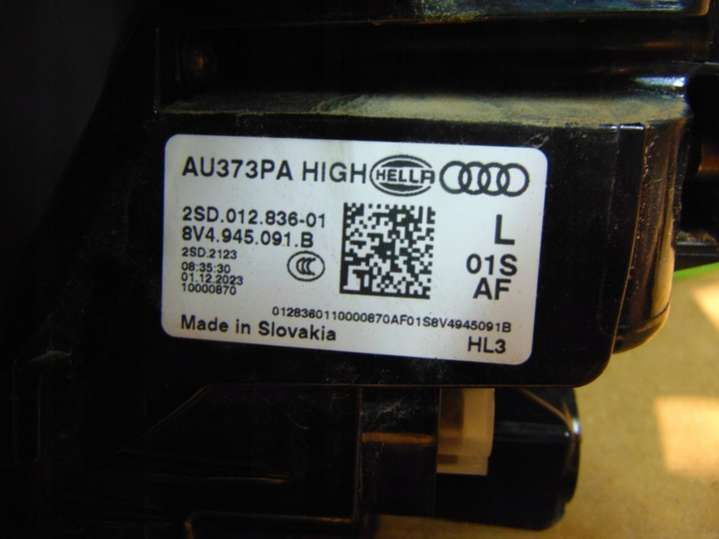 AU373PA HIGH HELLA
2SD.012.836-01
8V4.945.091.B
2SD.2123
08:35:30
01.12.2023
10000870
CCC
L
01S
AF
0128360110000870AF01S8V4945091B
Made in Slovakia
HL3